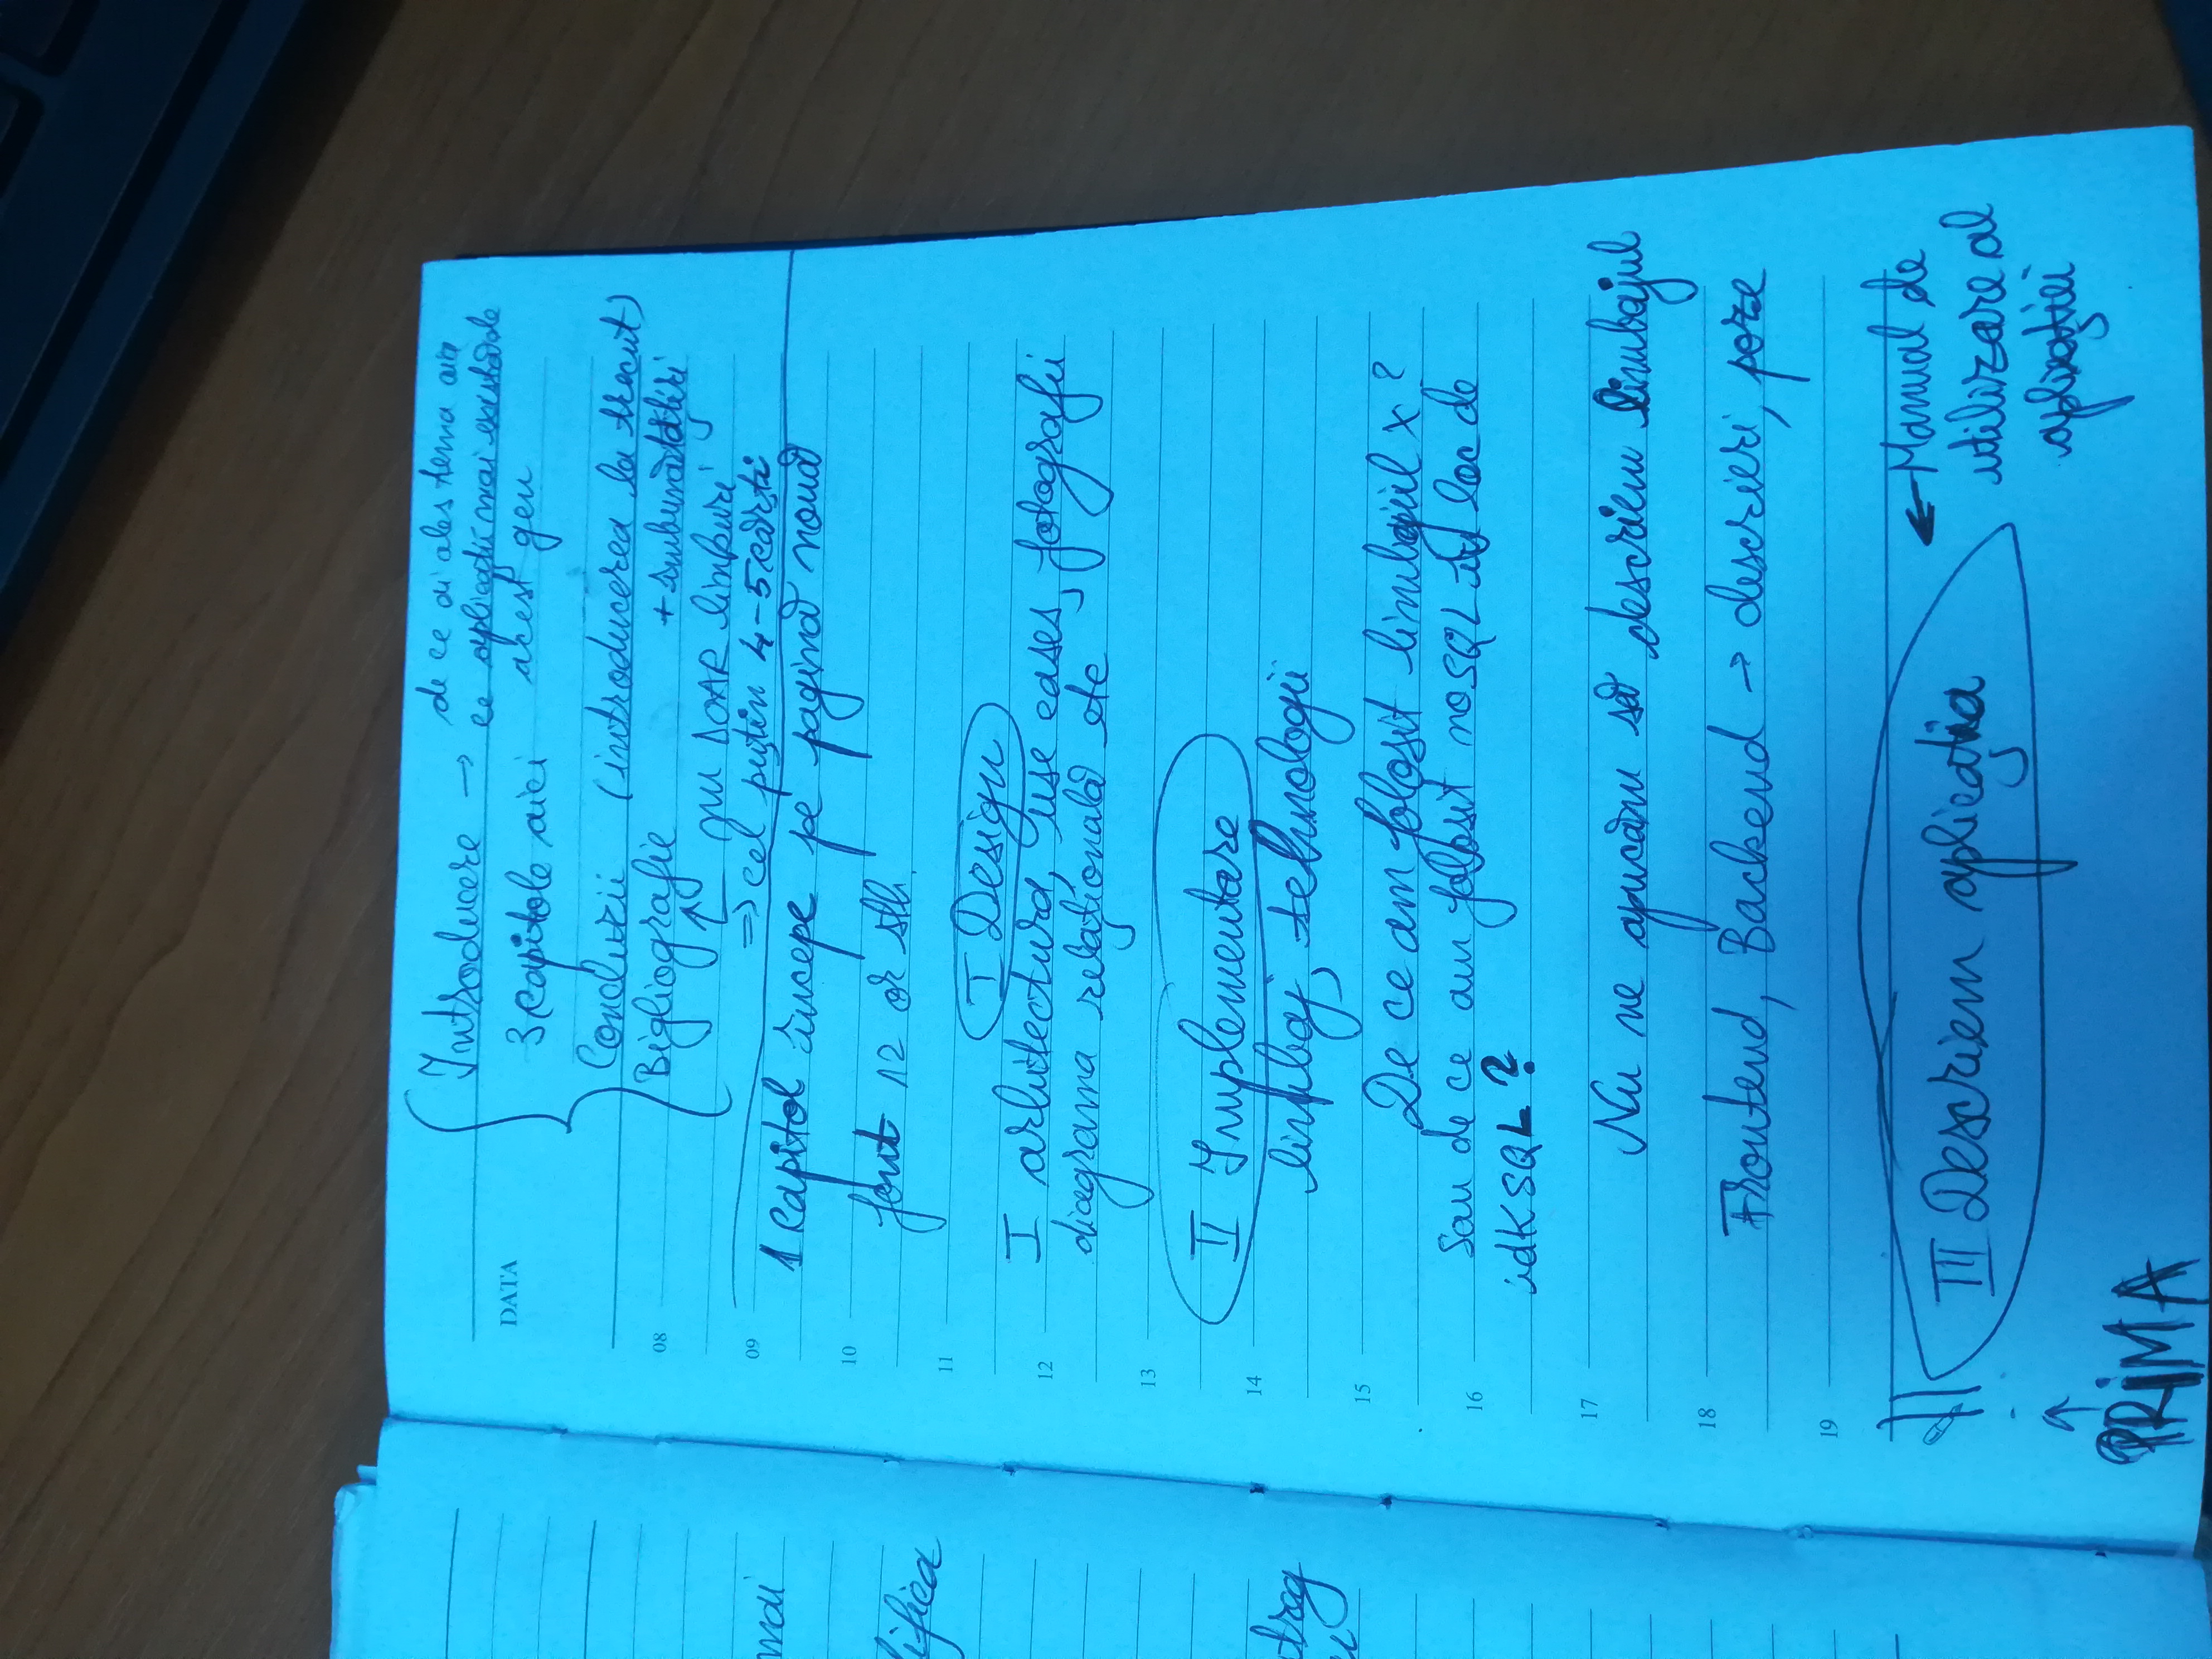 Introducere → de ce ai ales tema aia
ce aplicații mai există de
acest gen
DATA
3 capitole aici
Concluzii (introducerea la trecut)
+ îmbunătățiri
08
Bigliografie
↑ nu DOAR linkuri
09
⇒ cel puțin 4-5 cărți
1 capitol începe pe pagină nouă
10
font 12 or sth.
11
I Design
I arhitectura, use cases, fotografii
12
diagrama relațională etc
13
II Implementare
14
limbaj, tehnologii
15
De ce am folosit limbajul x?
Sau de ce am folosit noSQL în loc de
16
idkSQL?
17
Nu ne apucăm să descriem limbajul
18
Frontend, Backend → descrieri, poze
19
III Descriem aplicația
← Manual de
utilizare al
aplicației
↑
PRIMA
mai
ifica
trag